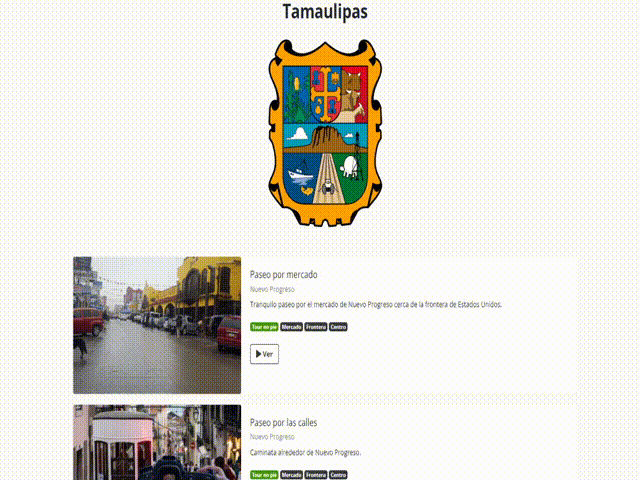 Tamaulipas
Paseo por mercado
Nuevo Progreso
Tranquilo paseo por el mercado de Nuevo Progreso cerca de la frontera de Estados Unidos.
Tour en pie Mercado Frontera Centro
Ver
Paseo por las calles
Nuevo Progreso
Caminata alrededor de Nuevo Progreso.
Tour en pie Mercado Frontera Centro